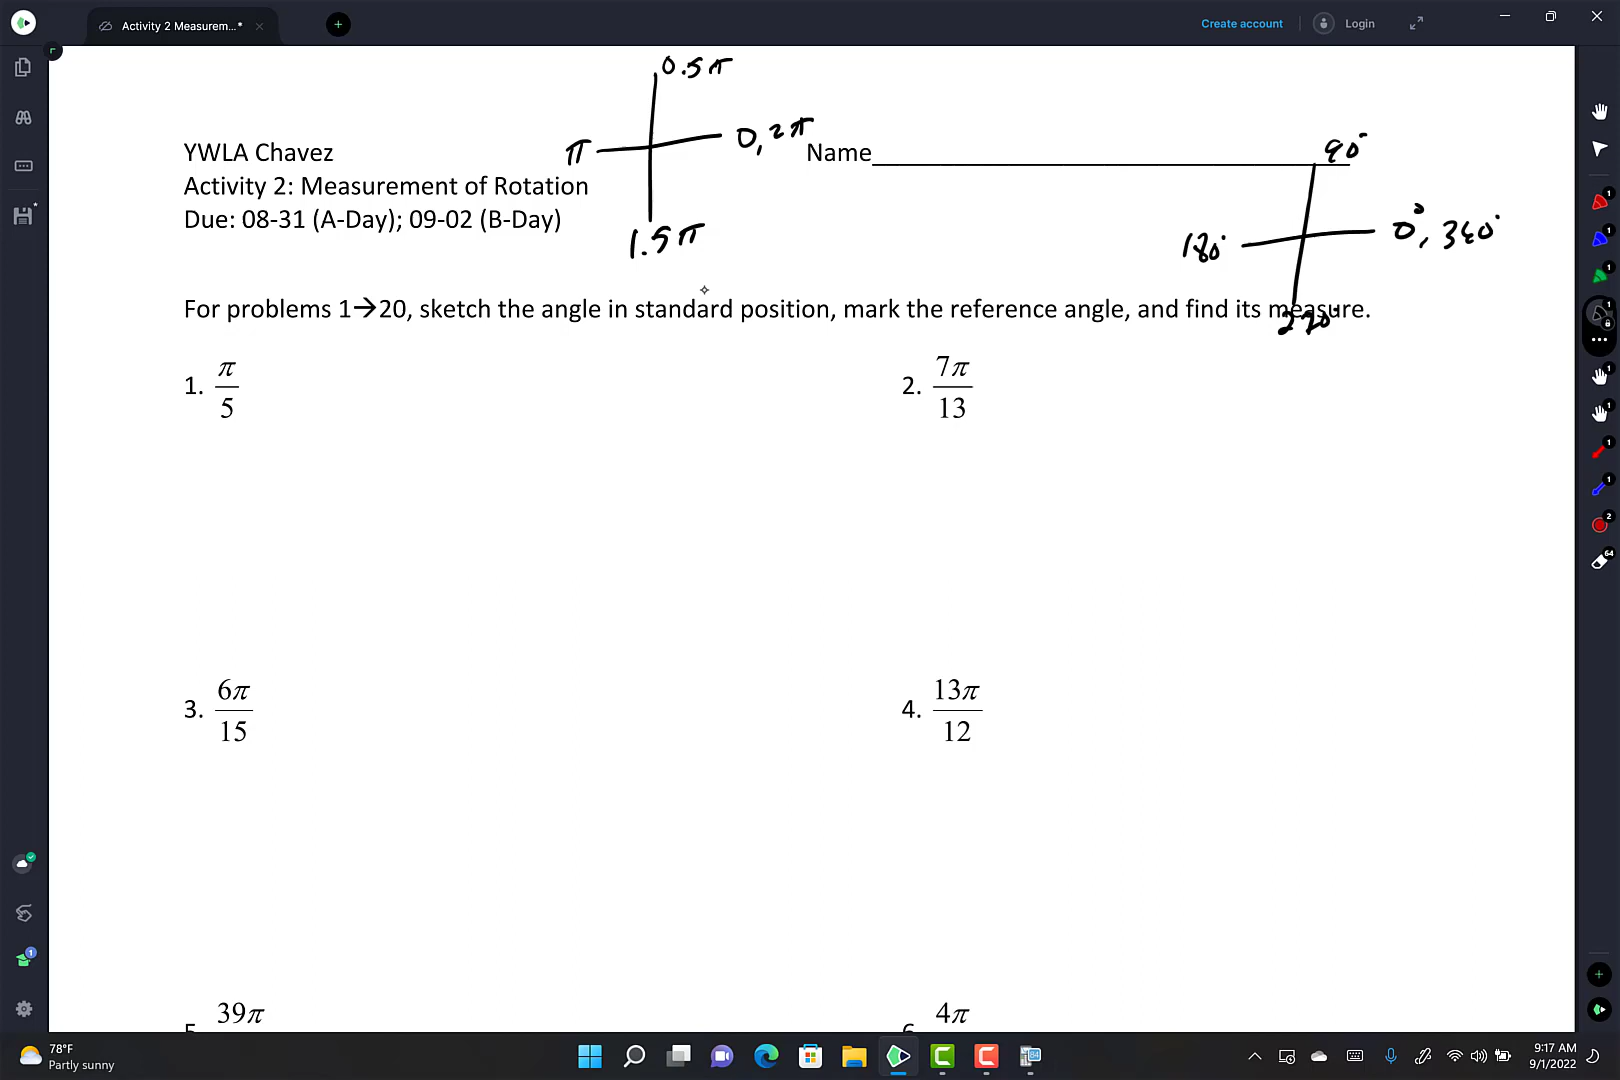 Activity 2 Measurem...*
Create account
Login
0.5π
π
0, 2π
1.5π
YWLA Chavez
Name
Activity 2: Measurement of Rotation
Due: 08-31 (A-Day); 09-02 (B-Day)
90°
180°
0°, 360°
270°
For problems 1→20, sketch the angle in standard position, mark the reference angle, and find its measure.
1. π/5
2. 7π/13
3. 6π/15
4. 13π/12
39π
4π
78°F
Partly sunny
9:17 AM
9/1/2022